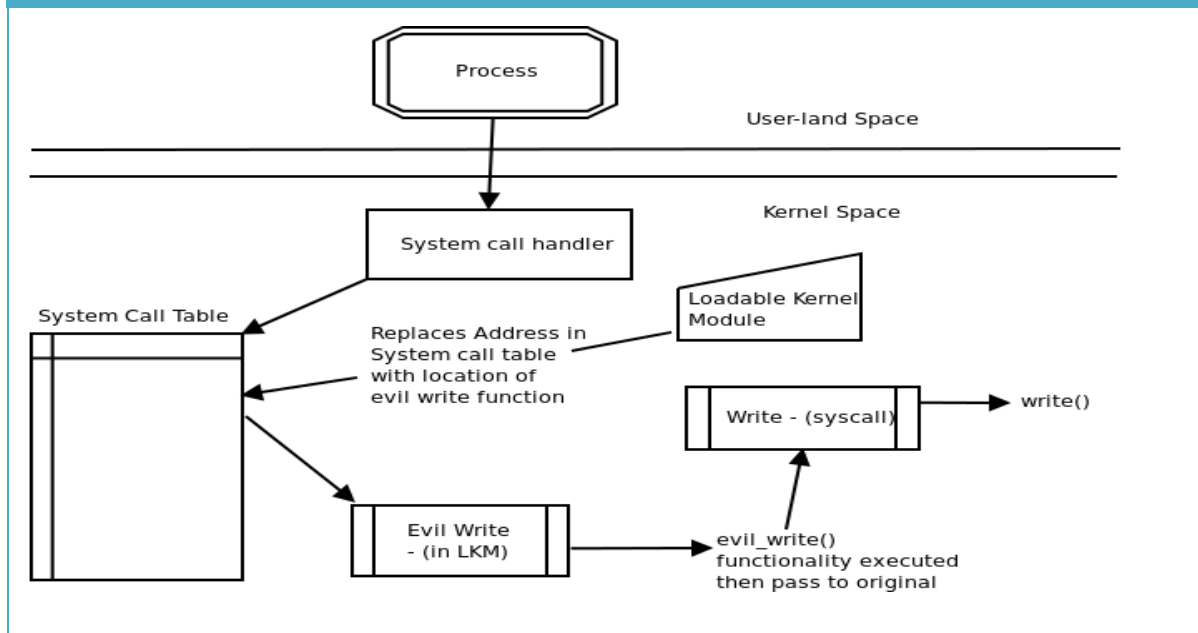 Process
User-land Space
Kernel Space
System call handler
Loadable Kernel
Module
System Call Table
Replaces Address in
System call table
with location of
evil write function
Write - (syscall)
write()
Evil Write
- (in LKM)
evil_write()
functionality executed
then pass to original